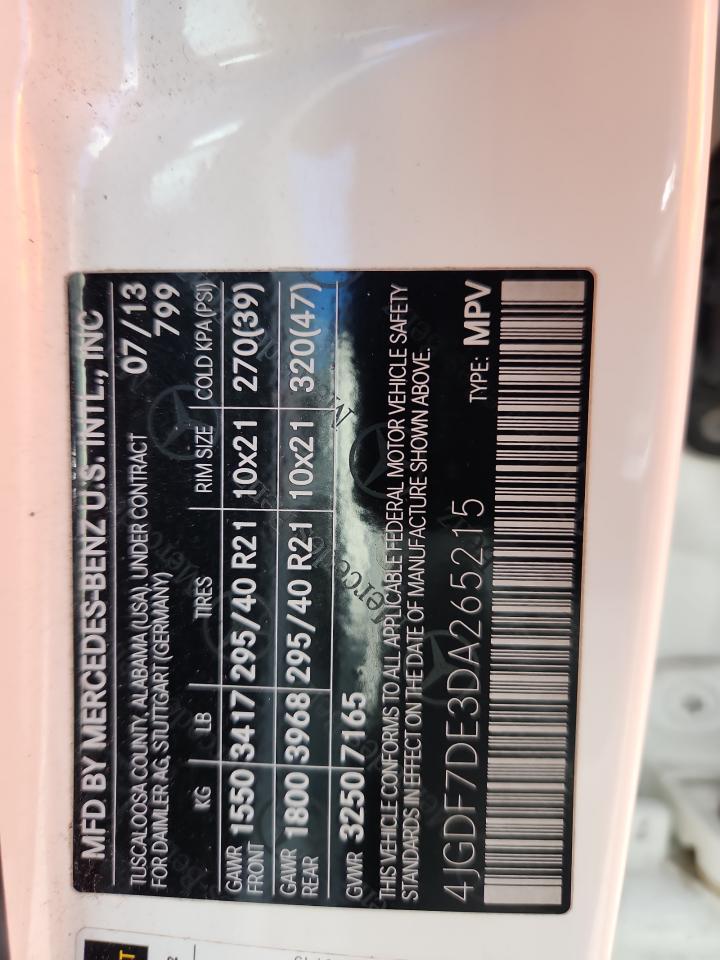 MFD BY MERCEDES-BENZ U.S. INTL., INC
TUSCALOOSA COUNTY, ALABAMA (USA), UNDER CONTRACT 07/13
FOR DAIMLER AG, STUTTGART (GERMANY) 799
KG LB TIRES RIM SIZE COLD KPA (PSI)
GAWR FRONT 1550 3417 295/40 R21 10x21 270(39)
GAWR REAR 1800 3968 295/40 R21 10x21 320(47)
GVWR 3250 7165
THIS VEHICLE CONFORMS TO ALL APPLICABLE FEDERAL MOTOR VEHICLE SAFETY
STANDARDS IN EFFECT ON THE DATE OF MANUFACTURE SHOWN ABOVE.
4JGDF7DE3DA265215 TYPE: MPV